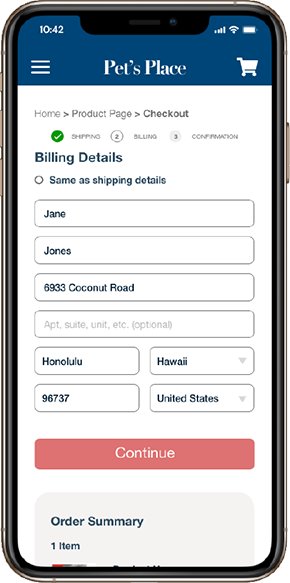 10:42
Pet's Place
Home > Product Page > Checkout
SHIPPING 2 BILLING 3 CONFIRMATION
Billing Details
Same as shipping details
Jane
Jones
6933 Coconut Road
Apt, suite, unit, etc. (optional)
Honolulu Hawaii
96737 United States
Continue
Order Summary
1 Item